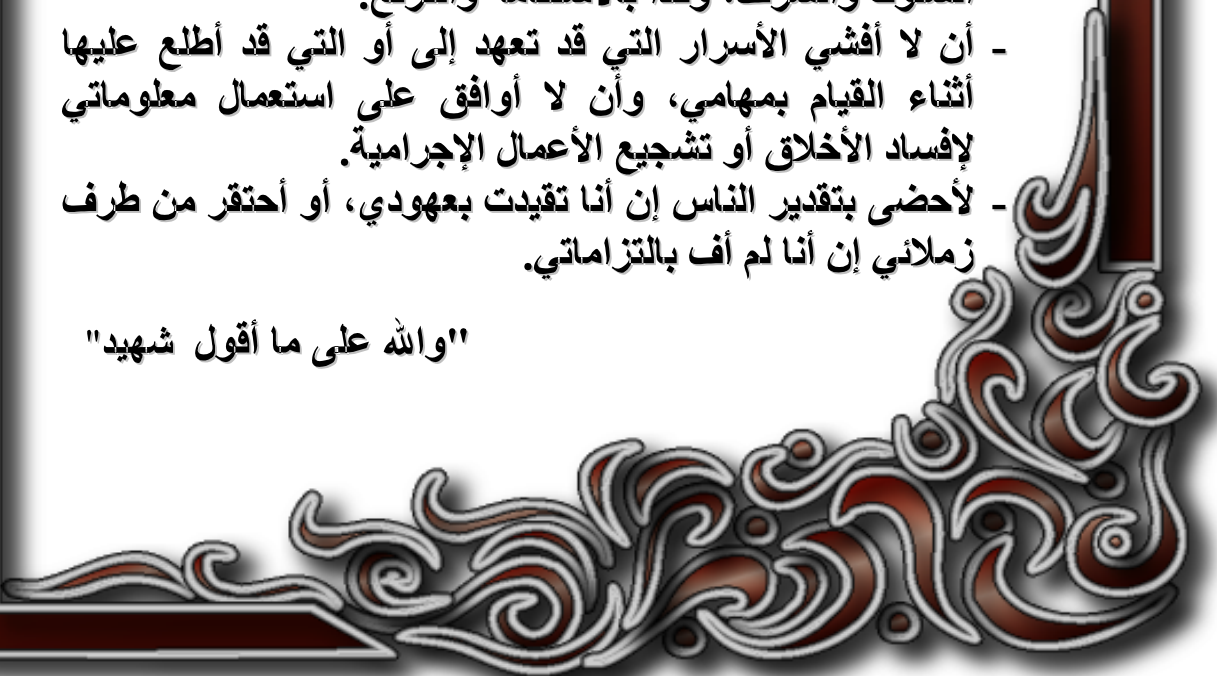 - أن لا أفشي الأسرار التي قد تعهد إلى أو التي قد أطلع عليها
أثناء القيام بمهامي، وأن لا أوافق على استعمال معلوماتي
لإفساد الأخلاق أو تشجيع الأعمال الإجرامية.
- لأحضى بتقدير الناس إن أنا تقيدت بعهودي، أو أحتقر من طرف
زملائي إن أنا لم أف بالتزاماتي.
"والله على ما أقول شهيد"